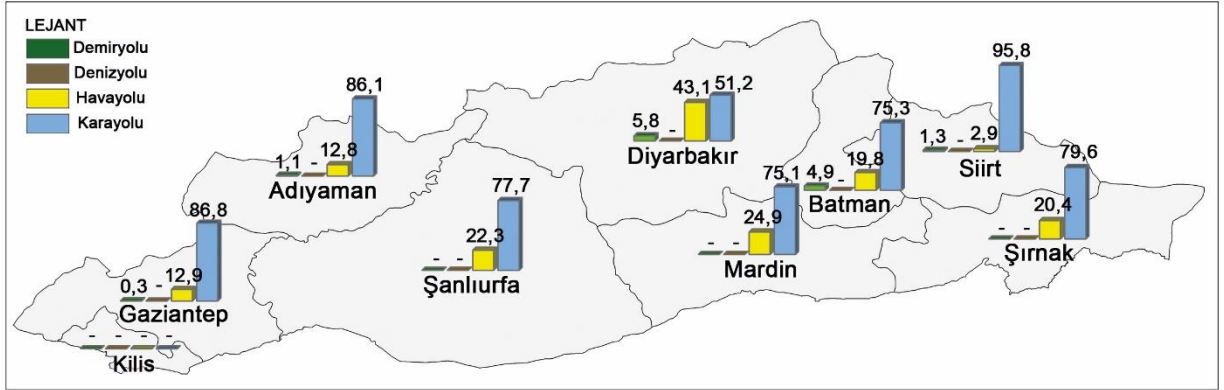 LEJANT
Demiryolu
Denizyolu
Havayolu
Karayolu
1,1 - 12,8 86,1
Adıyaman
5,8 - 43,1 51,2
Diyarbakır
4,9 - 19,8 75,3
Batman
1,3 - 2,9 95,8
Siirt
- - 20,4 79,6
Şırnak
- - 24,9 75,1
Mardin
- - 22,3 77,7
Şanlıurfa
0,3 - 12,9 86,8
Gaziantep
- - - -
Kilis